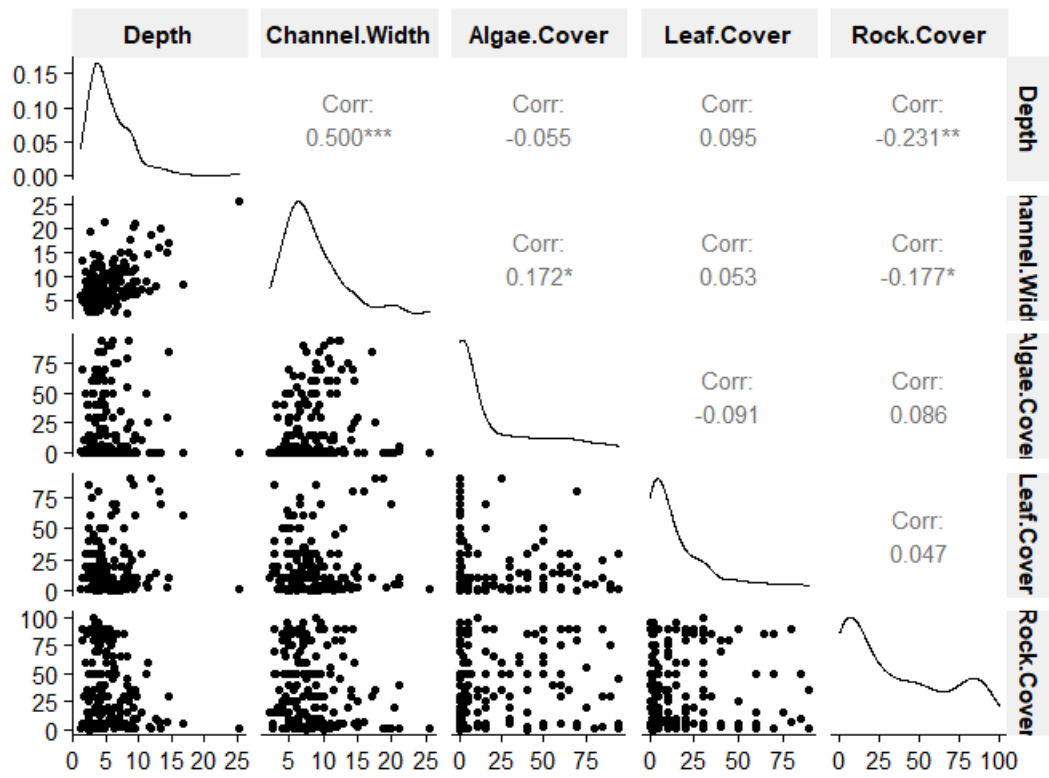 Depth Channel.Width Algae.Cover Leaf.Cover Rock.Cover
0.15
0.10
0.05
0.00
Corr:
0.500***
Corr:
-0.055
Corr:
0.095
Corr:
-0.231**
Depth
25
20
15
10
5
Corr:
0.172*
Corr:
0.053
Corr:
-0.177*
hannel.Widt
75
50
25
0
Corr:
-0.091
Corr:
0.086
Algae.Cover
75
50
25
0
Corr:
0.047
Leaf.Cover
100
75
50
25
0
Rock.Cover
0 5 10 15 20 25
5 10 15 20 25
0 25 50 75
0 25 50 75
0 25 50 75 100